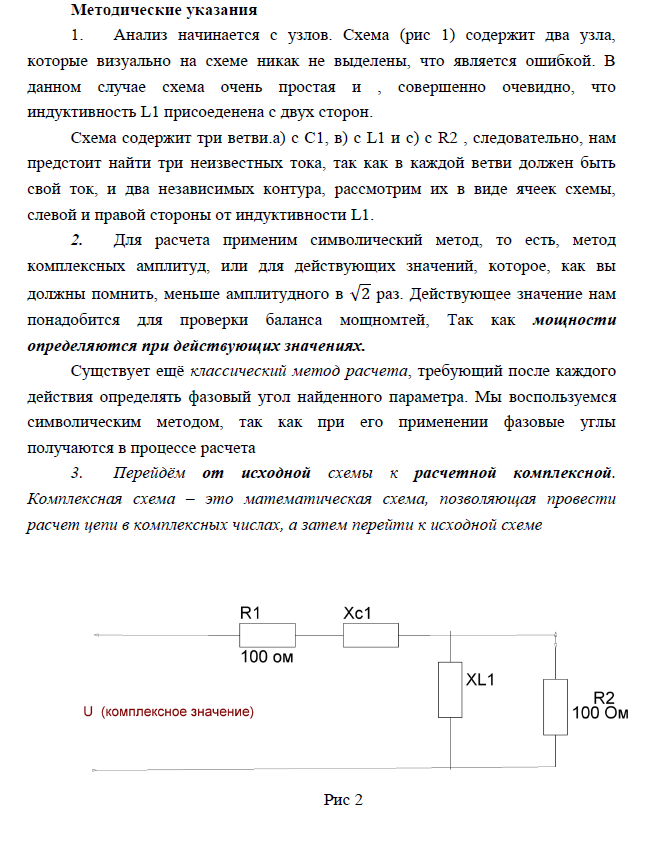 Методические указания
1. Анализ начинается с узлов. Схема (рис 1) содержит два узла,
которые визуально на схеме никак не выделены, что является ошибкой. В
данном случае схема очень простая и , совершенно очевидно, что
индуктивность L1 присоеденена с двух сторон.
Схема содержит три ветви.а) с С1, в) с L1 и с) с R2 , следовательно, нам
предстоит найти три неизвестных тока, так как в каждой ветви должен быть
свой ток, и два независимых контура, рассмотрим их в виде ячеек схемы,
слевой и правой стороны от индуктивности L1.
2. Для расчета применим символический метод, то есть, метод
комплексных амплитуд, или для действующих значений, которое, как вы
должны помнить, меньше амплитудного в √2 раз. Действующее значение нам
понадобится для проверки баланса мощномтей, Так как мощности
определяются при действующих значениях.
Сущствует ещё классический метод расчета, требующий после каждого
действия определять фазовый угол найденного параметра. Мы воспользуемся
символическим методом, так как при его применении фазовые углы
получаются в процессе расчета
3. Перейдём от исходной схемы к расчетной комплексной.
Комплексная схема – это математическая схема, позволяющая провести
расчет цепи в комплексных числах, а затем перейти к исходной схеме
R1 Xc1
100 ом
XL1
R2
U (комплексное значение) 100 Ом
Рис 2